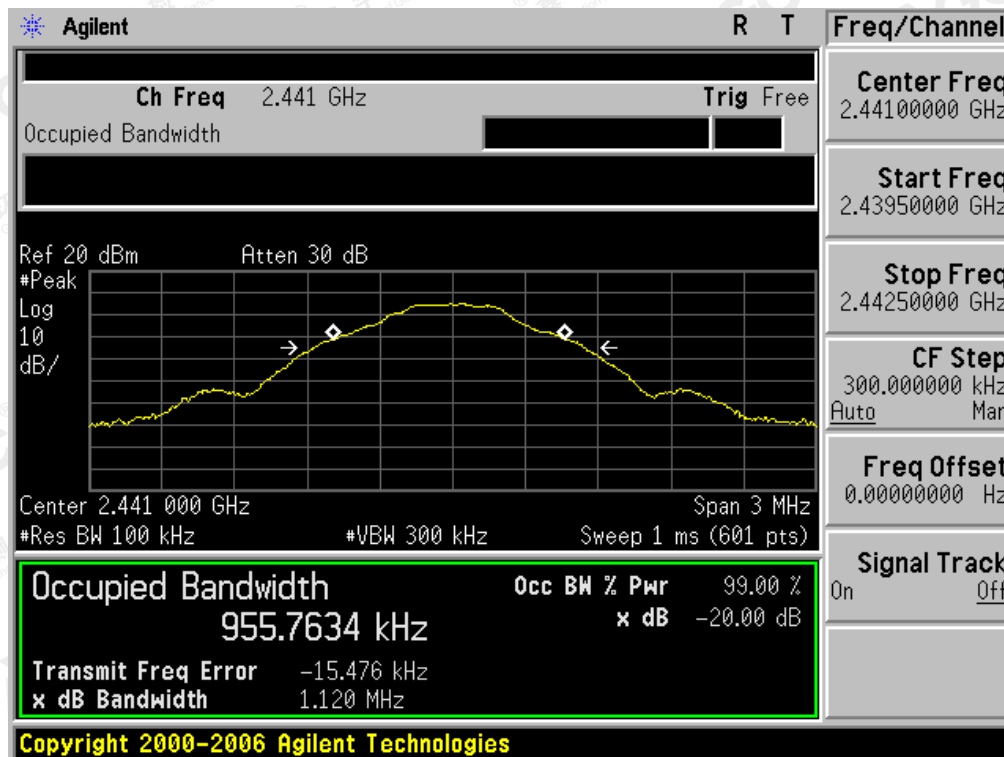 Agilent R T Freq/Channel
Ch Freq 2.441 GHz Trig Free
Occupied Bandwidth
Center Freq
2.44100000 GHz
Start Freq
2.43950000 GHz
Stop Freq
2.44250000 GHz
CF Step
300.000000 kHz
Auto Man
Freq Offset
0.00000000 Hz
Signal Track
On Off
Ref 20 dBm Atten 30 dB
#Peak
Log
10
dB/
Center 2.441 000 GHz Span 3 MHz
#Res BW 100 kHz #VBW 300 kHz Sweep 1 ms (601 pts)
Occupied Bandwidth Occ BW % Pwr 99.00 %
955.7634 kHz x dB -20.00 dB
Transmit Freq Error -15.476 kHz
x dB Bandwidth 1.120 MHz
Copyright 2000-2006 Agilent Technologies